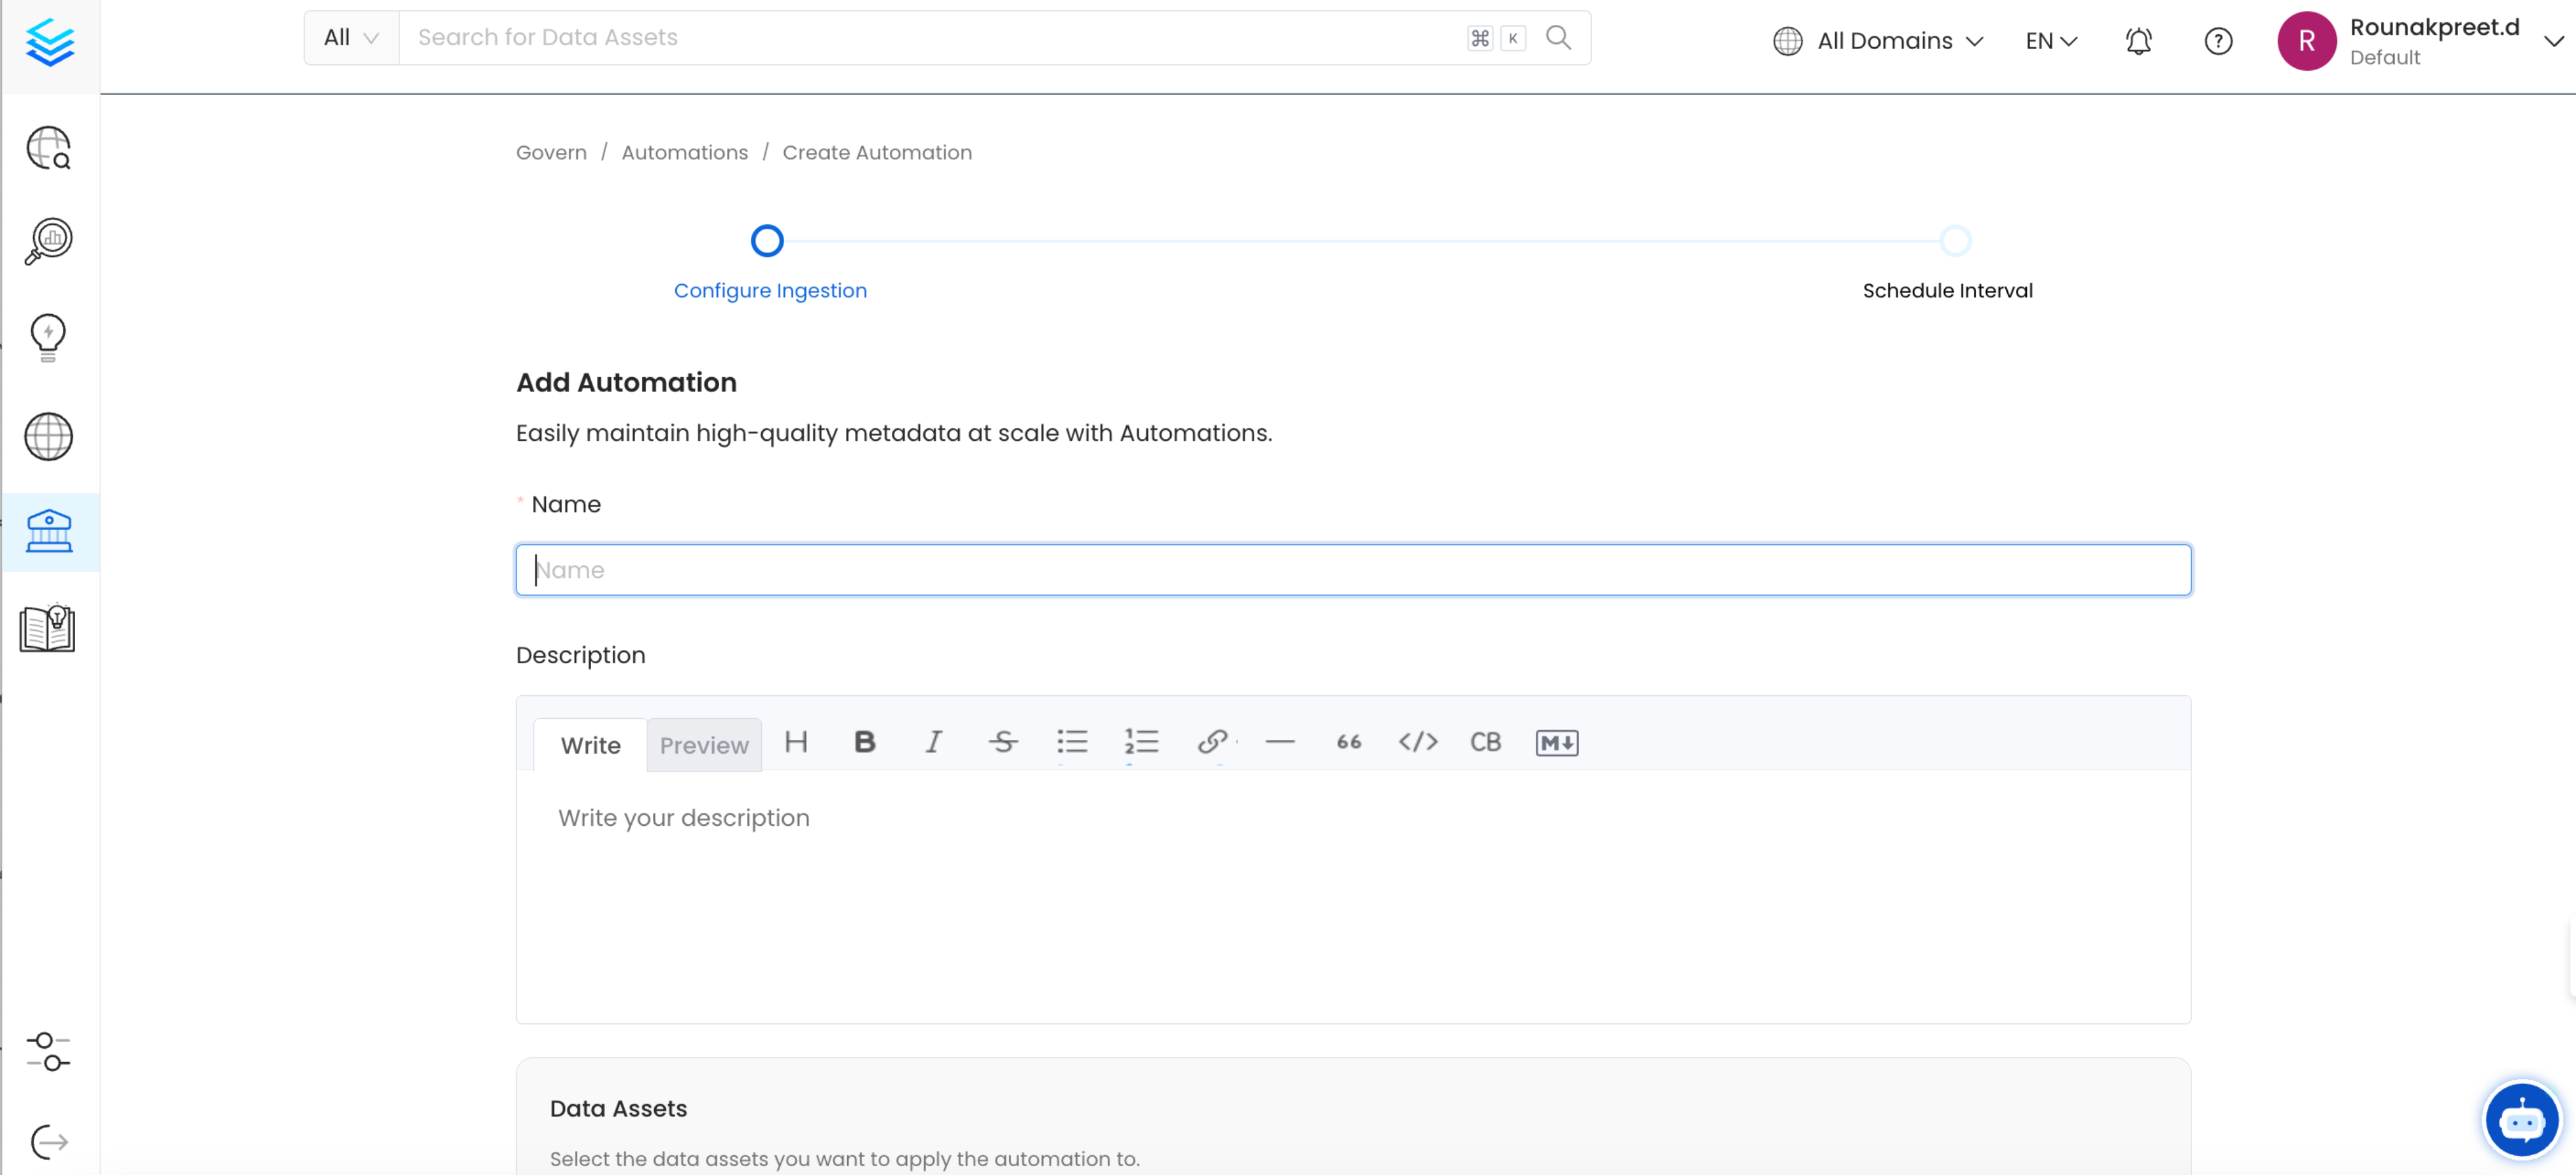 All
Search for Data Assets
⌘ K
All Domains
EN
R
Rounakpreet.d
Default
Govern / Automations / Create Automation
Configure Ingestion
Schedule Interval
Add Automation
Easily maintain high-quality metadata at scale with Automations.
* Name
Name
Description
Write Preview H B I S 1 2 — 66 </> CB M↓
Write your description
Data Assets
Select the data assets you want to apply the automation to.